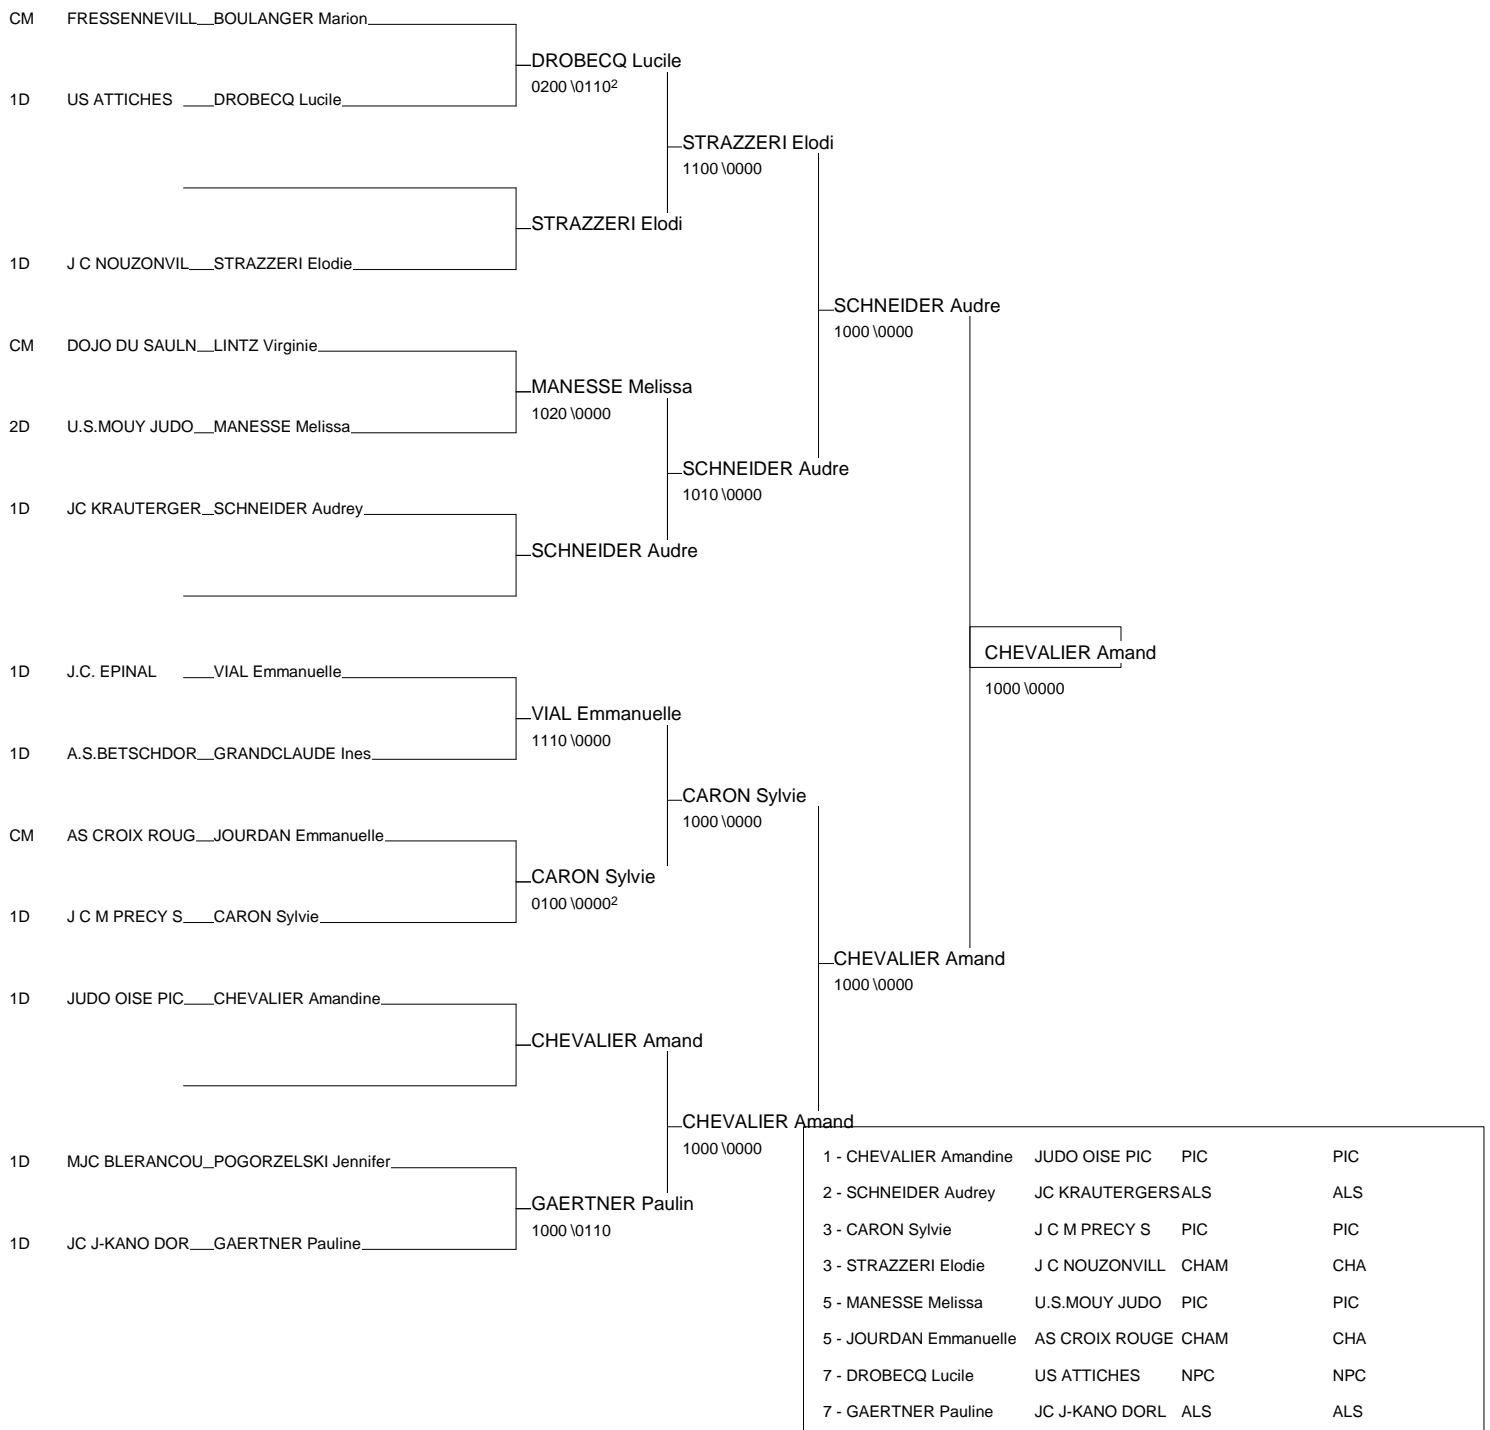 CM FRESSENNEVILL BOULANGER Marion
DROBECQ Lucile
0200 \0110²
1D US ATTICHES DROBECQ Lucile
STRAZZERI Elodi
1100 \0000
STRAZZERI Elodi
1D J C NOUZONVIL STRAZZERI Elodie
SCHNEIDER Audre
1000 \0000
CM DOJO DU SAULN LINTZ Virginie
MANESSE Melissa
1020 \0000
2D U.S.MOUY JUDO MANESSE Melissa
SCHNEIDER Audre
1010 \0000
1D JC KRAUTERGER SCHNEIDER Audrey
SCHNEIDER Audre
CHEVALIER Amand
1000 \0000
1D J.C. EPINAL VIAL Emmanuelle
VIAL Emmanuelle
1110 \0000
1D A.S.BETSCHDOR GRANDCLAUDE Ines
CARON Sylvie
1000 \0000
CM AS CROIX ROUG JOURDAN Emmanuelle
CARON Sylvie
0100 \0000²
1D J C M PRECY S CARON Sylvie
CHEVALIER Amand
1000 \0000
1D JUDO OISE PIC CHEVALIER Amandine
CHEVALIER Amand
CHEVALIER Amand
1000 \0000
1D MJC BLERANCOU POGORZELSKI Jennifer
GAERTNER Paulin
1000 \0110
1D JC J-KANO DOR GAERTNER Pauline
1 - CHEVALIER Amandine JUDO OISE PIC PIC PIC
2 - SCHNEIDER Audrey JC KRAUTERGERS ALS ALS
3 - CARON Sylvie J C M PRECY S PIC PIC
3 - STRAZZERI Elodie J C NOUZONVILL CHAM CHA
5 - MANESSE Melissa U.S.MOUY JUDO PIC PIC
5 - JOURDAN Emmanuelle AS CROIX ROUGE CHAM CHA
7 - DROBECQ Lucile US ATTICHES NPC NPC
7 - GAERTNER Pauline JC J-KANO DORL ALS ALS